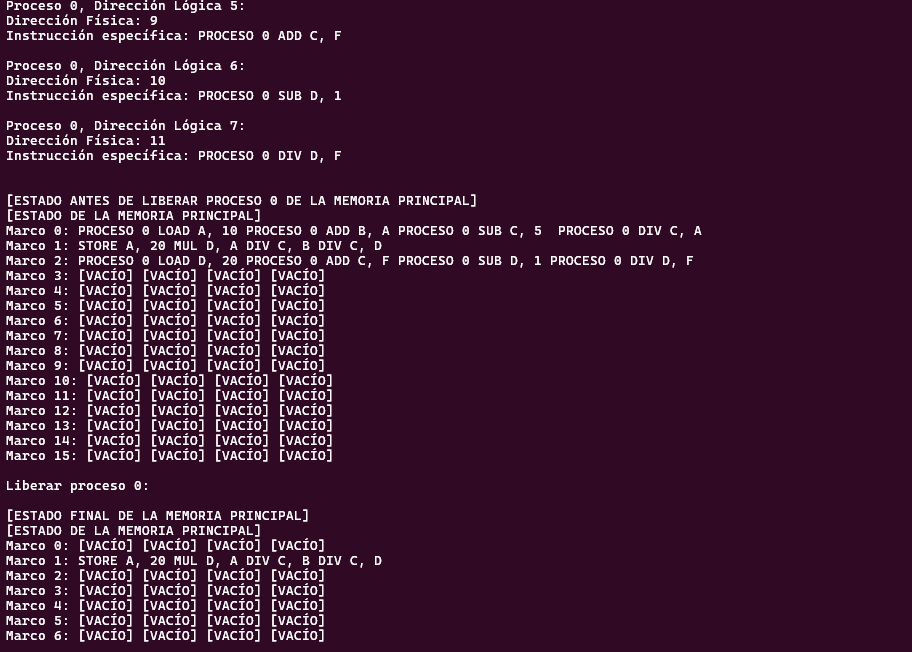 Proceso 0, Dirección Lógica 5:
Dirección Física: 9
Instrucción específica: PROCESO 0 ADD C, F
Proceso 0, Dirección Lógica 6:
Dirección Física: 10
Instrucción específica: PROCESO 0 SUB D, 1
Proceso 0, Dirección Lógica 7:
Dirección Física: 11
Instrucción específica: PROCESO 0 DIV D, F
[ESTADO ANTES DE LIBERAR PROCESO 0 DE LA MEMORIA PRINCIPAL]
[ESTADO DE LA MEMORIA PRINCIPAL]
Marco 0: PROCESO 0 LOAD A, 10 PROCESO 0 ADD B, A PROCESO 0 SUB C, 5  PROCESO 0 DIV C, A
Marco 1: STORE A, 20 MUL D, A DIV C, B DIV C, D
Marco 2: PROCESO 0 LOAD D, 20 PROCESO 0 ADD C, F PROCESO 0 SUB D, 1 PROCESO 0 DIV D, F
Marco 3: [VACÍO] [VACÍO] [VACÍO] [VACÍO]
Marco 4: [VACÍO] [VACÍO] [VACÍO] [VACÍO]
Marco 5: [VACÍO] [VACÍO] [VACÍO] [VACÍO]
Marco 6: [VACÍO] [VACÍO] [VACÍO] [VACÍO]
Marco 7: [VACÍO] [VACÍO] [VACÍO] [VACÍO]
Marco 8: [VACÍO] [VACÍO] [VACÍO] [VACÍO]
Marco 9: [VACÍO] [VACÍO] [VACÍO] [VACÍO]
Marco 10: [VACÍO] [VACÍO] [VACÍO] [VACÍO]
Marco 11: [VACÍO] [VACÍO] [VACÍO] [VACÍO]
Marco 12: [VACÍO] [VACÍO] [VACÍO] [VACÍO]
Marco 13: [VACÍO] [VACÍO] [VACÍO] [VACÍO]
Marco 14: [VACÍO] [VACÍO] [VACÍO] [VACÍO]
Marco 15: [VACÍO] [VACÍO] [VACÍO] [VACÍO]
Liberar proceso 0:
[ESTADO FINAL DE LA MEMORIA PRINCIPAL]
[ESTADO DE LA MEMORIA PRINCIPAL]
Marco 0: [VACÍO] [VACÍO] [VACÍO] [VACÍO]
Marco 1: STORE A, 20 MUL D, A DIV C, B DIV C, D
Marco 2: [VACÍO] [VACÍO] [VACÍO] [VACÍO]
Marco 3: [VACÍO] [VACÍO] [VACÍO] [VACÍO]
Marco 4: [VACÍO] [VACÍO] [VACÍO] [VACÍO]
Marco 5: [VACÍO] [VACÍO] [VACÍO] [VACÍO]
Marco 6: [VACÍO] [VACÍO] [VACÍO] [VACÍO]